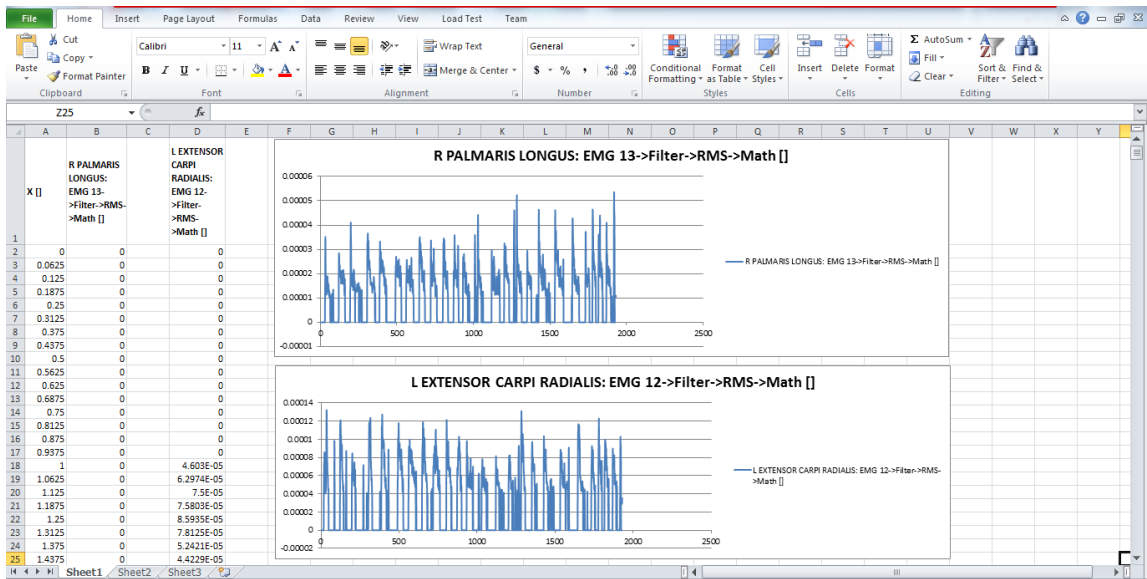 File Home Insert Page Layout Formulas Data Review View Load Test Team
Paste
Cut
Copy
Format Painter
Clipboard
Calibri 11 A A
B I U A
Font
Wrap Text
Merge & Center
Alignment
General
$ % , .0 .00 .00 .0
Number
Conditional Formatting
Format as Table
Cell Styles
Styles
Insert Delete Format
Cells
Σ AutoSum
Fill
Clear
Sort & Filter
Find & Select
Editing
Z25 fx
A B C D E F G H I J K L M N O P Q R S T U V W X Y
1 X [] R PALMARIS LONGUS: EMG 13->Filter->RMS->Math [] L EXTENSOR CARPI RADIALIS: EMG 12->Filter->RMS->Math []
2 0 0 0
3 0.0625 0 0
4 0.125 0 0
5 0.1875 0 0
6 0.25 0 0
7 0.3125 0 0
8 0.375 0 0
9 0.4375 0 0
10 0.5 0 0
11 0.5625 0 0
12 0.625 0 0
13 0.6875 0 0
14 0.75 0 0
15 0.8125 0 0
16 0.875 0 0
17 0.9375 0 0
18 1 0 4.603E-05
19 1.0625 0 6.2974E-05
20 1.125 0 7.5E-05
21 1.1875 0 7.5803E-05
22 1.25 0 8.5935E-05
23 1.3125 0 7.8125E-05
24 1.375 0 5.2421E-05
25 1.4375 0 4.4229E-05
R PALMARIS LONGUS: EMG 13->Filter->RMS->Math []
0.00006
0.00005
0.00004
0.00003
0.00002
0.00001
0
-0.00001
0 500 1000 1500 2000 2500
R PALMARIS LONGUS: EMG 13->Filter->RMS->Math []
L EXTENSOR CARPI RADIALIS: EMG 12->Filter->RMS->Math []
0.00014
0.00012
0.0001
0.00008
0.00006
0.00004
0.00002
0
-0.00002
0 500 1000 1500 2000 2500
L EXTENSOR CARPI RADIALIS: EMG 12->Filter->RMS-
>Math []
Sheet1 Sheet2 Sheet3